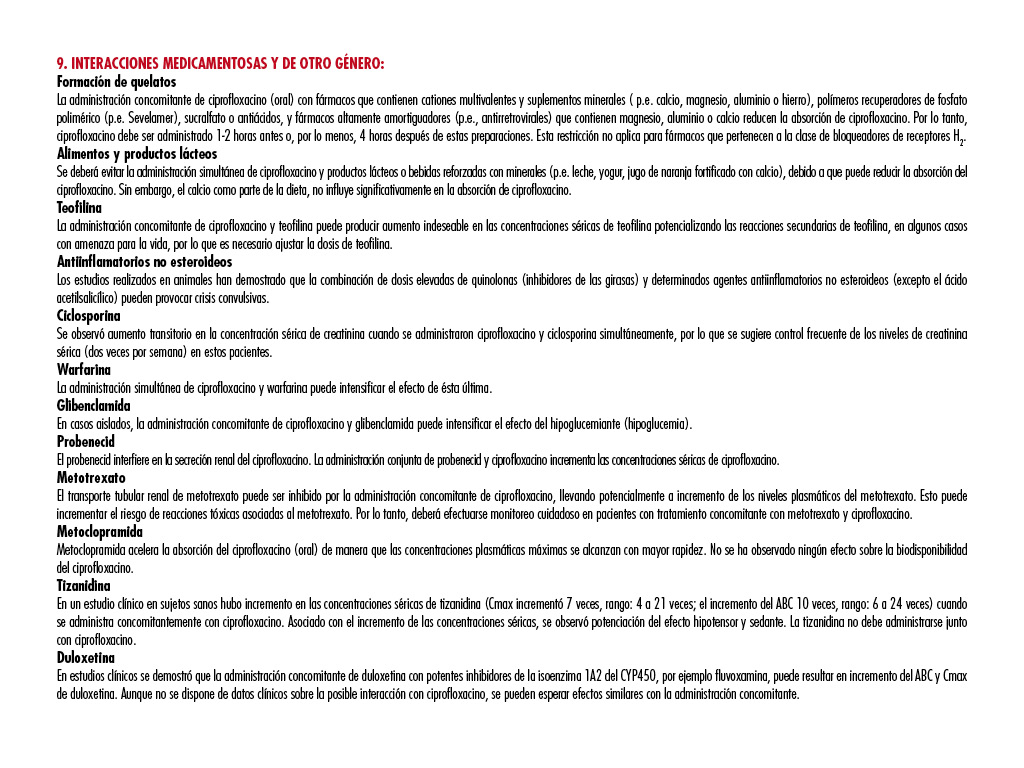 9. INTERACCIONES MEDICAMENTOSAS Y DE OTRO GÉNERO:
Formación de quelatos
La administración concomitante de ciprofloxacino (oral) con fármacos que contienen cationes multivalentes y suplementos minerales ( p.e. calcio, magnesio, aluminio o hierro), polímeros recuperadores de fosfato
polimérico (p.e. Sevelamer), sucralfato o antiácidos, y fármacos altamente amortiguadores (p.e., antirretrovirales) que contienen magnesio, aluminio o calcio reducen la absorción de ciprofloxacino. Por lo tanto,
ciprofloxacino debe ser administrado 1-2 horas antes o, por lo menos, 4 horas después de estas preparaciones. Esta restricción no aplica para fármacos que pertenecen a la clase de bloqueadores de receptores H₂.
Alimentos y productos lácteos
Se deberá evitar la administración simultánea de ciprofloxacino y productos lácteos o bebidas reforzadas con minerales (p.e. leche, yogur, jugo de naranja fortificado con calcio), debido a que puede reducir la absorción del
ciprofloxacino. Sin embargo, el calcio como parte de la dieta, no influye significativamente en la absorción de ciprofloxacino.
Teofilina
La administración concomitante de ciprofloxacino y teofilina puede producir aumento indeseable en las concentraciones séricas de teofilina potencializando las reacciones secundarias de teofilina, en algunos casos
con amenaza para la vida, por lo que es necesario ajustar la dosis de teofilina.
Antiinflamatorios no esteroideos
Los estudios realizados en animales han demostrado que la combinación de dosis elevadas de quinolonas (inhibidores de las girasas) y determinados agentes antiinflamatorios no esteroideos (excepto el ácido
acetilsalicílico) pueden provocar crisis convulsivas.
Ciclosporina
Se observó aumento transitorio en la concentración sérica de creatinina cuando se administraron ciprofloxacino y ciclosporina simultáneamente, por lo que se sugiere control frecuente de los niveles de creatinina
sérica (dos veces por semana) en estos pacientes.
Warfarina
La administración simultánea de ciprofloxacino y warfarina puede intensificar el efecto de ésta última.
Glibenclamida
En casos aislados, la administración concomitante de ciprofloxacino y glibenclamida puede intensificar el efecto del hipoglucemiante (hipoglucemia).
Probenecid
El probenecid interfiere en la secreción renal del ciprofloxacino. La administración conjunta de probenecid y ciprofloxacino incrementa las concentraciones séricas de ciprofloxacino.
Metotrexato
El transporte tubular renal de metotrexato puede ser inhibido por la administración concomitante de ciprofloxacino, llevando potencialmente a incremento de los niveles plasmáticos del metotrexato. Esto puede
incrementar el riesgo de reacciones tóxicas asociadas al metotrexato. Por lo tanto, deberá efectuarse monitoreo cuidadoso en pacientes con tratamiento concomitante con metotrexato y ciprofloxacino.
Metoclopramida
Metoclopramida acelera la absorción del ciprofloxacino (oral) de manera que las concentraciones plasmáticas máximas se alcanzan con mayor rapidez. No se ha observado ningún efecto sobre la biodisponibilidad
del ciprofloxacino.
Tizanidina
En un estudio clínico en sujetos sanos hubo incremento en las concentraciones séricas de tizanidina (Cmax incrementó 7 veces, rango: 4 a 21 veces; el incremento del ABC 10 veces, rango: 6 a 24 veces) cuando
se administra concomitantemente con ciprofloxacino. Asociado con el incremento de las concentraciones séricas, se observó potenciación del efecto hipotensor y sedante. La tizanidina no debe administrarse junto
con ciprofloxacino.
Duloxetina
En estudios clínicos se demostró que la administración concomitante de duloxetina con potentes inhibidores de la isoenzima 1A2 del CYP450, por ejemplo fluvoxamina, puede resultar en incremento del ABC y Cmax
de duloxetina. Aunque no se dispone de datos clínicos sobre la posible interacción con ciprofloxacino, se pueden esperar efectos similares con la administración concomitante.